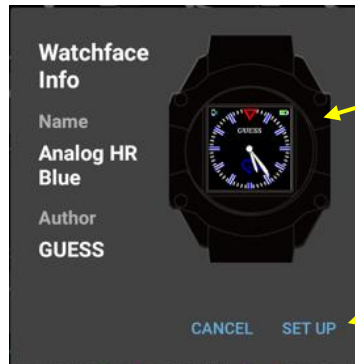 Watchface
Info
Name
Analog HR
Blue
Author
GUESS
GUESS
CANCEL SET UP